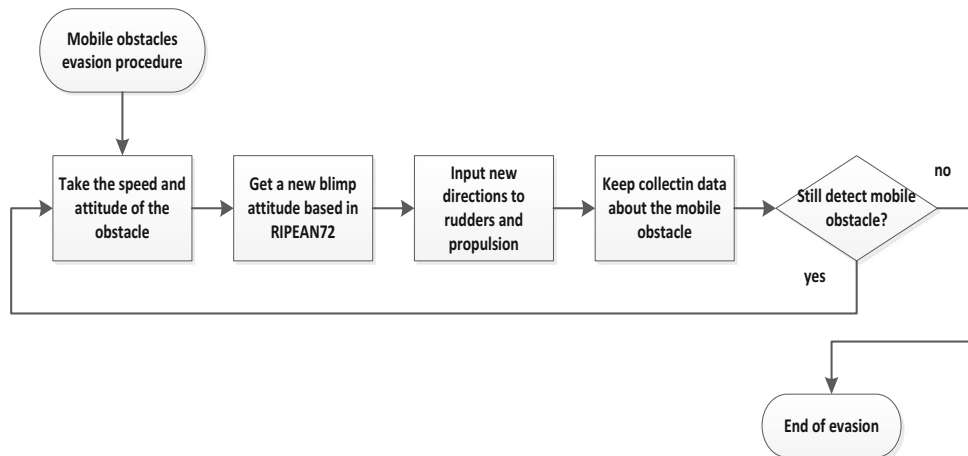 Mobile obstacles
evasion procedure
Take the speed and
attitude of the
obstacle
Get a new blimp
attitude based in
RIPEAN72
Input new
directions to
rudders and
propulsion
Keep collectin data
about the mobile
obstacle
Still detect mobile
obstacle?
no
yes
End of evasion